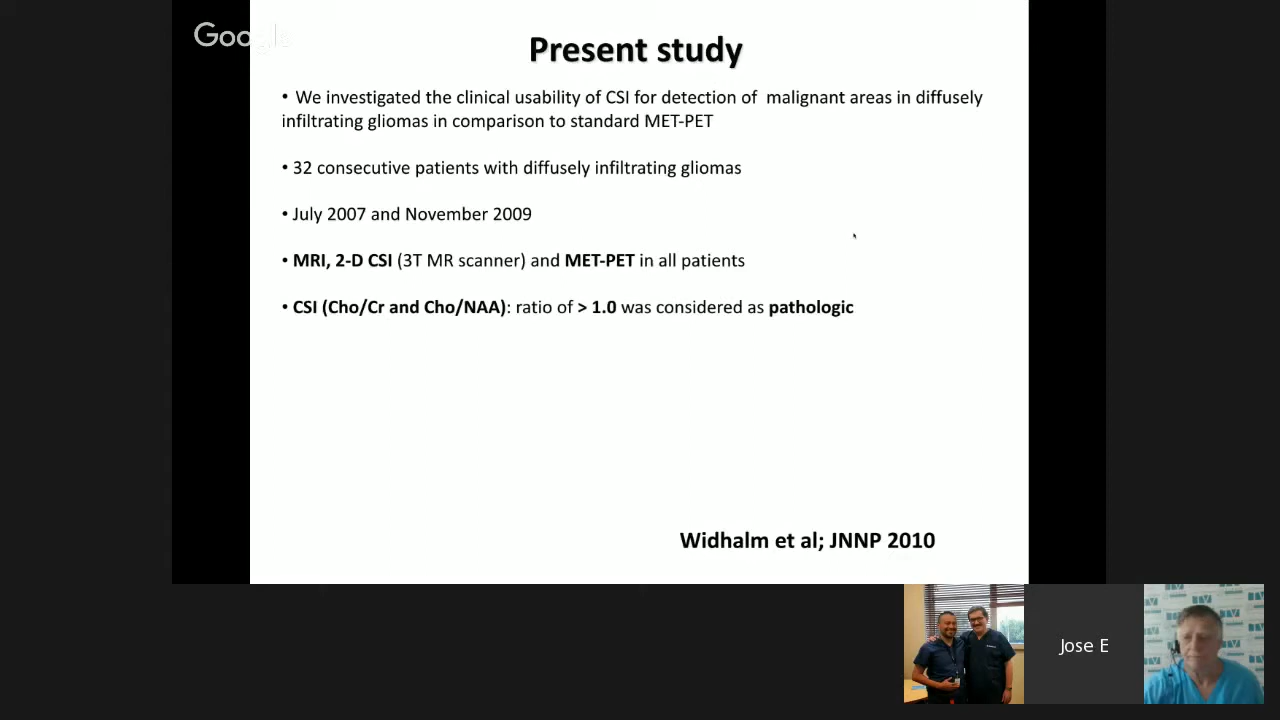 Google
Present study
• We investigated the clinical usability of CSI for detection of malignant areas in diffusely
infiltrating gliomas in comparison to standard MET-PET
• 32 consecutive patients with diffusely infiltrating gliomas
• July 2007 and November 2009
• MRI, 2-D CSI (3T MR scanner) and MET-PET in all patients
• CSI (Cho/Cr and Cho/NAA): ratio of > 1.0 was considered as pathologic
Widhalm et al; JNNP 2010
Jose E